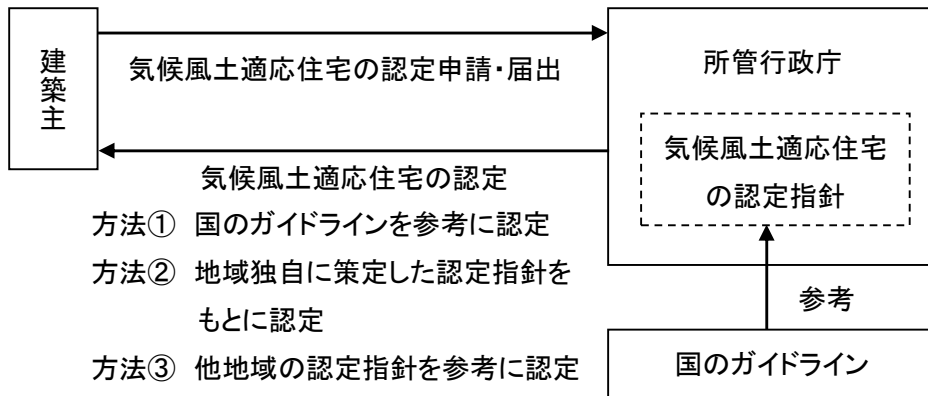 建築主
気候風土適応住宅の認定申請・届出
所管行政庁
気候風土適応住宅
の認定指針
気候風土適応住宅の認定
方法① 国のガイドラインを参考に認定
方法② 地域独自に策定した認定指針を
もとに認定
方法③ 他地域の認定指針を参考に認定
参考
国のガイドライン